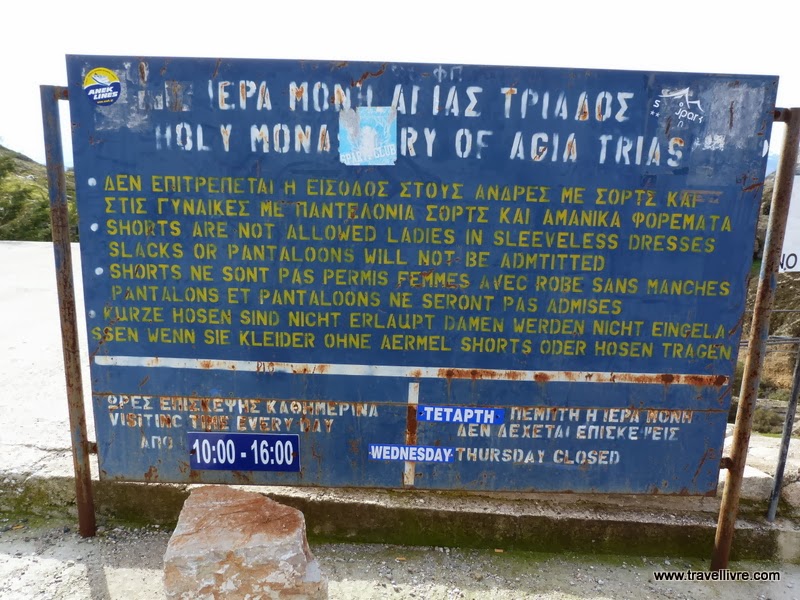 ANEK LINES
ΦΠ
ΙΕΡΑ ΜΟΝΗ ΑΓΙΑΣ ΤΡΙΑΔΟΣ
HOLY MONA RY OF AGIA TRIAS
ΔΕΝ ΕΠΙΤΡΕΠΕΤΑΙ Η ΕΙΣΟΔΟΣ ΣΤΟΥΣ ΑΝΔΡΕΣ ΜΕ ΣΟΡΤΣ ΚΑΙ
ΣΤΙΣ ΓΥΝΑΙΚΕΣ ΜΕ ΠΑΝΤΕΛΟΝΙΑ ΣΟΡΤΣ ΚΑΙ ΑΜΑΝΙΚΑ ΦΟΡΕΜΑΤΑ
SHORTS ARE NOT ALLOWED LADIES IN SLEEVELESS DRESSES
SLACKS OR PANTALOONS WILL NOT BE ADMTITTED
SHORTS NE SONT PAS PERMIS FEMMES AVEC ROBE SANS MANCHES
PANTALONS ET PANTALOONS NE SERONT PAS ADMISES
KURZE HOSEN SIND NICHT ERLAUPT DAMEN WERDEN NICHT EINGELA
SSEN WENN SIE KLEIDER OHNE AERMEL SHORTS ODER HOSEN TRAGEN
ΩΡΕΣ ΕΠΙΣΚΕΨΗΣ ΚΑΘΗΜΕΡΙΝΑ
VISITING TIME EVERY DAY
ΑΠΟ 10:00-16:00
ΤΕΤΑΡΤΗ ΠΕΜΠΤΗ Η ΙΕΡΑ ΜΟΝΗ
ΔΕΝ ΔΕΧΕΤΑΙ ΕΠΙΣΚΕΨΕΙΣ
WEDNESDAY THURSDAY CLOSED
www.travellivre.com